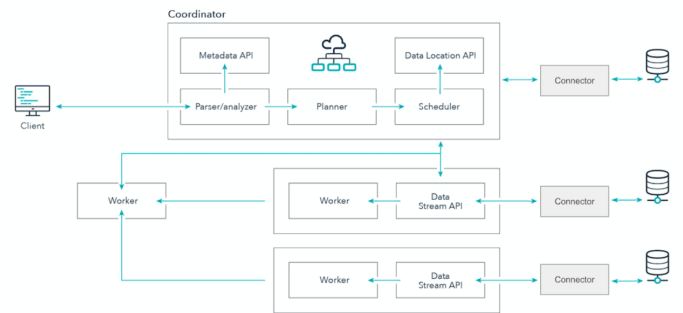 Coordinator
Metadata API
Data Location API
Connector
Parser/analyzer
Planner
Scheduler
Client
Worker
Worker
Data
Stream API
Connector
Worker
Data
Stream API
Connector